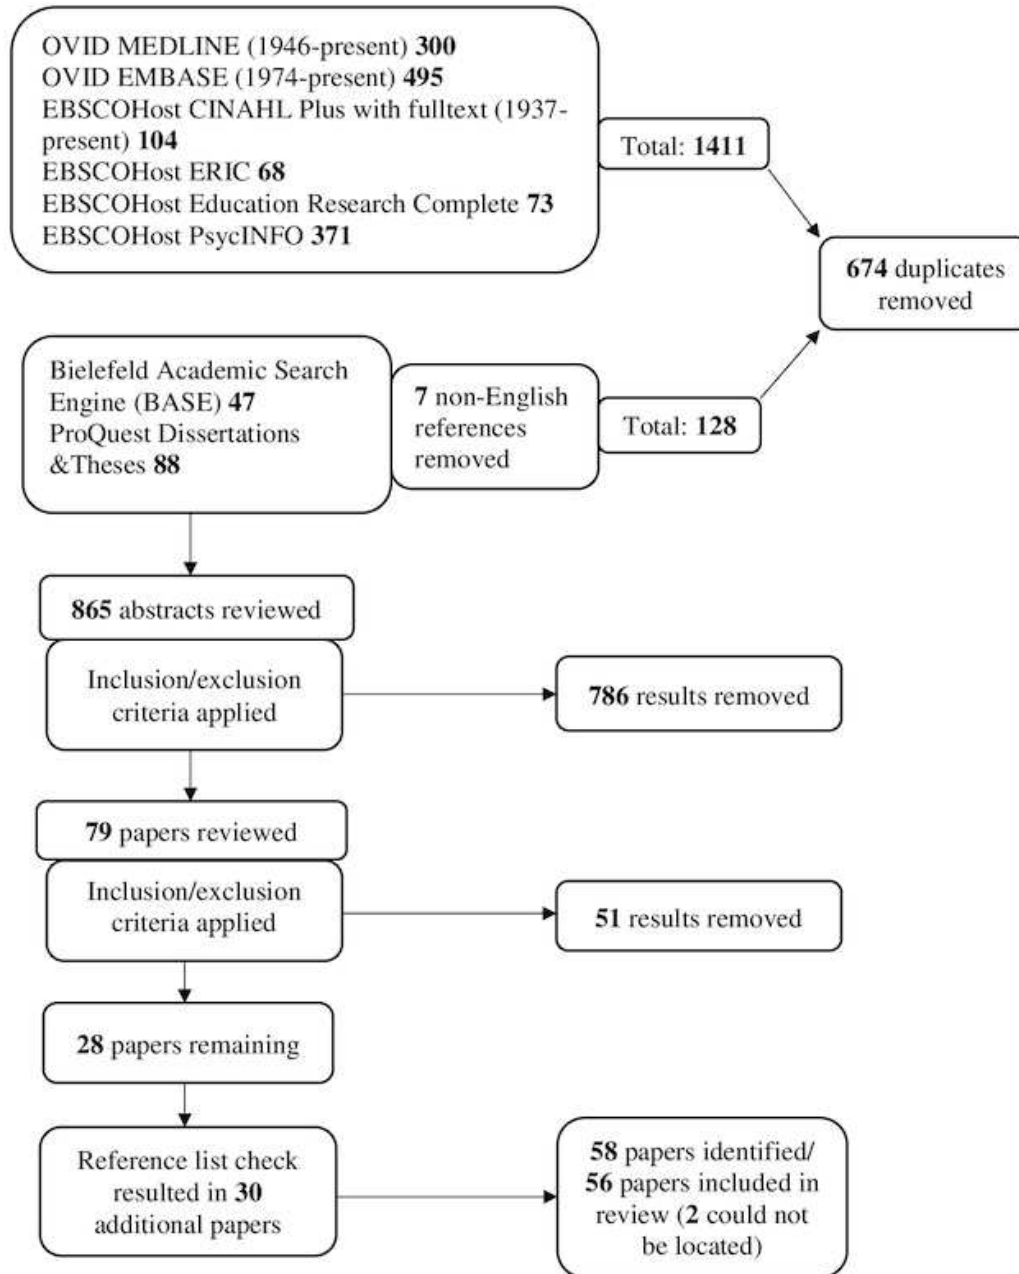 OVID MEDLINE (1946-present) 300
OVID EMBASE (1974-present) 495
EBSCOHost CINAHL Plus with fulltext (1937-
present) 104
EBSCOHost ERIC 68
EBSCOHost Education Research Complete 73
EBSCOHost PsycINFO 371
Total: 1411
674 duplicates
removed
Bielefeld Academic Search
Engine (BASE) 47
ProQuest Dissertations
&Theses 88
7 non-English
references
removed
Total: 128
865 abstracts reviewed
Inclusion/exclusion
criteria applied
786 results removed
79 papers reviewed
Inclusion/exclusion
criteria applied
51 results removed
28 papers remaining
Reference list check
resulted in 30
additional papers
58 papers identified/
56 papers included in
review (2 could not
be located)